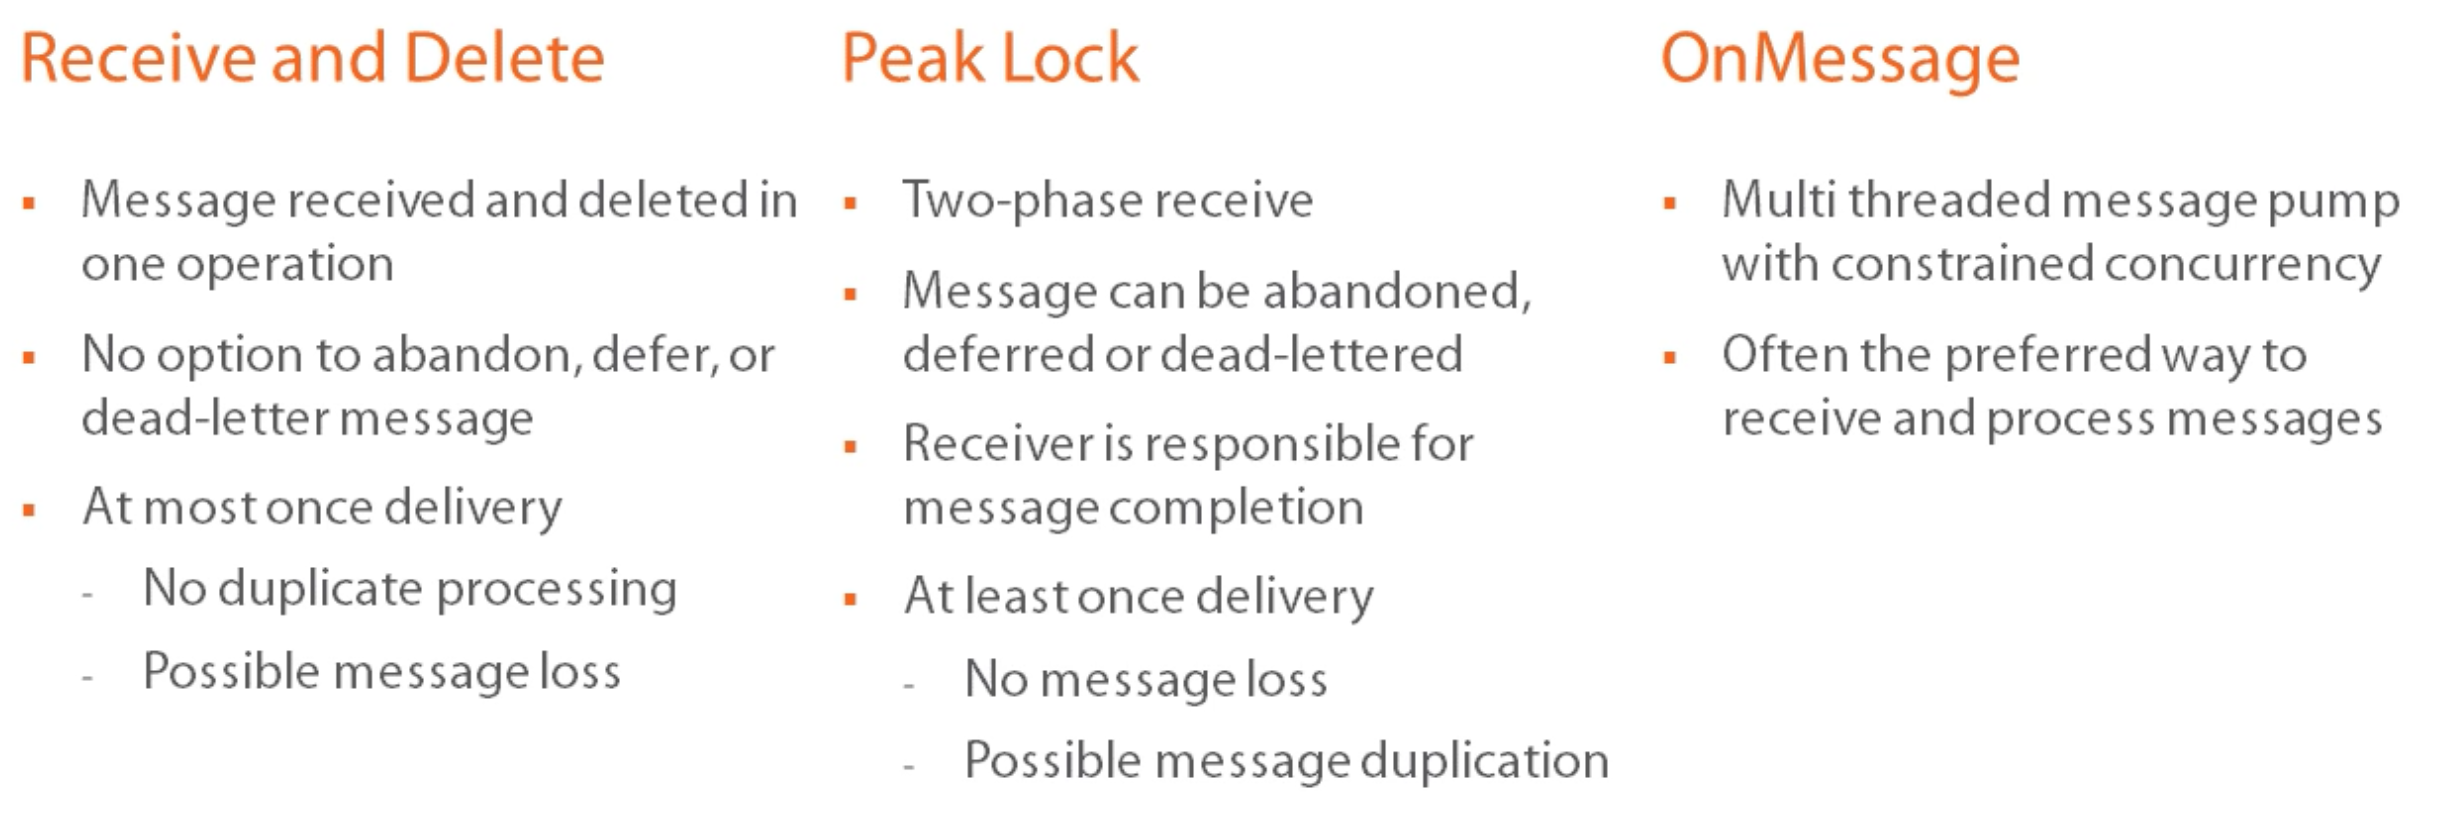 Receive and Delete
▪ Message received and deleted in
one operation
▪ No option to abandon, defer, or
dead-letter message
▪ At most once delivery
- No duplicate processing
- Possible message loss
Peak Lock
▪ Two-phase receive
▪ Message can be abandoned,
deferred or dead-lettered
▪ Receiver is responsible for
message completion
▪ At least once delivery
- No message loss
- Possible message duplication
OnMessage
▪ Multi threaded message pump
with constrained concurrency
▪ Often the preferred way to
receive and process messages